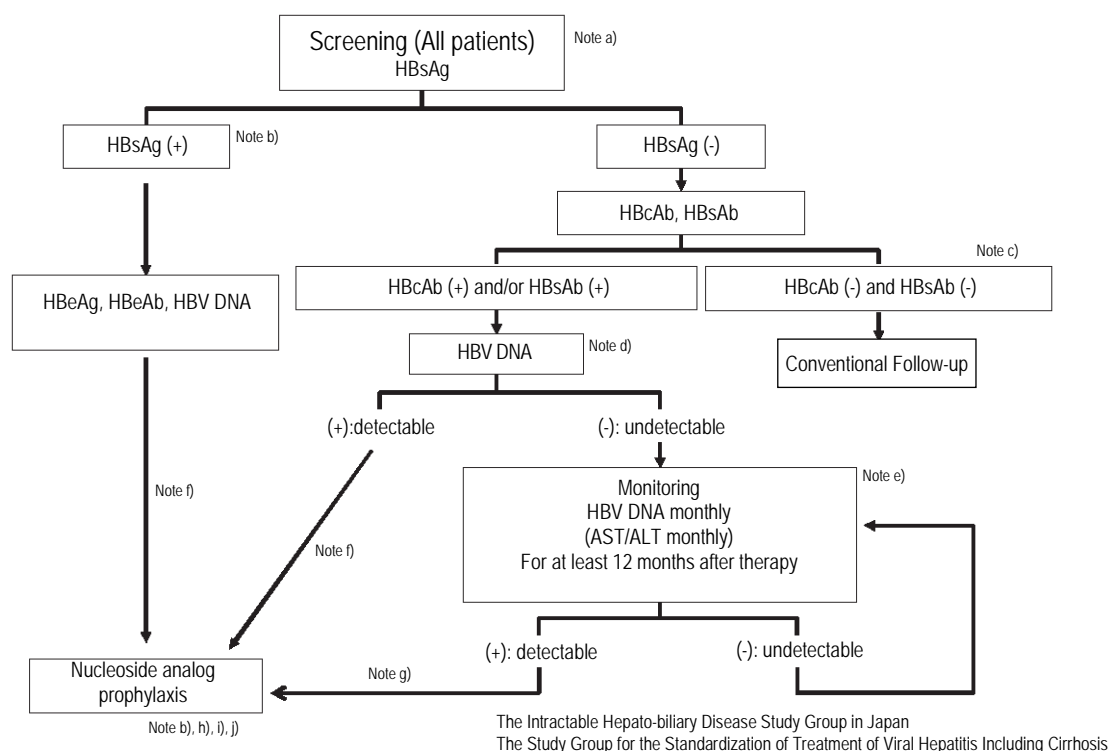 Screening (All patients)
HBsAg
Note a)
HBsAg (+)
Note b)
HBsAg (-)
HBcAb, HBsAb
Note c)
HBeAg, HBeAb, HBV DNA
HBcAb (+) and/or HBsAb (+)
HBcAb (-) and HBsAb (-)
HBV DNA
Note d)
Conventional Follow-up
(+):detectable
(-): undetectable
Note e)
Monitoring
HBV DNA monthly
(AST/ALT monthly)
For at least 12 months after therapy
Note f)
Note f)
(+): detectable
(-): undetectable
Nucleoside analog
prophylaxis
Note g)
Note b), h), i), j)
The Intractable Hepato-biliary Disease Study Group in Japan
The Study Group for the Standardization of Treatment of Viral Hepatitis Including Cirrhosis